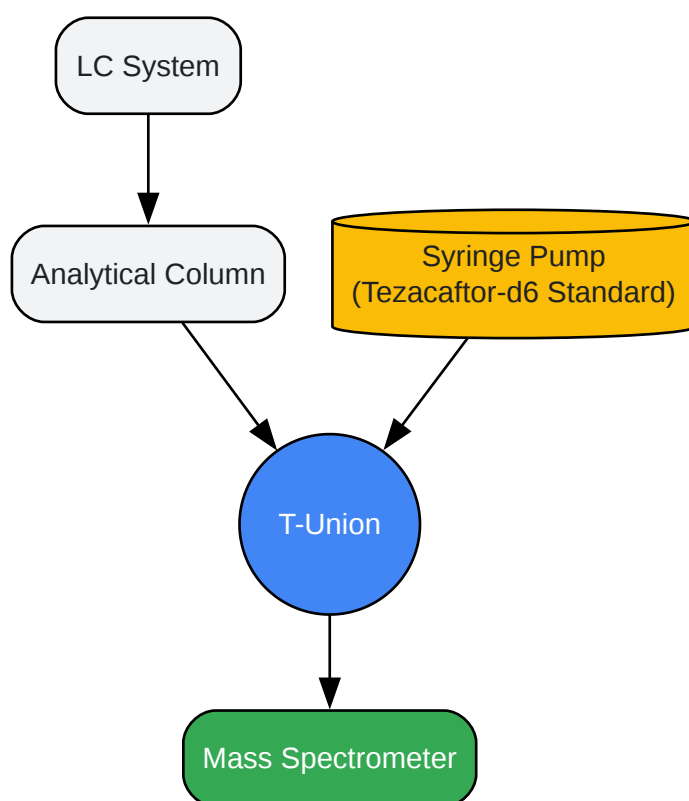 LC System
Analytical Column
Syringe Pump
(Tezacaftor-d6 Standard)
T-Union
Mass Spectrometer